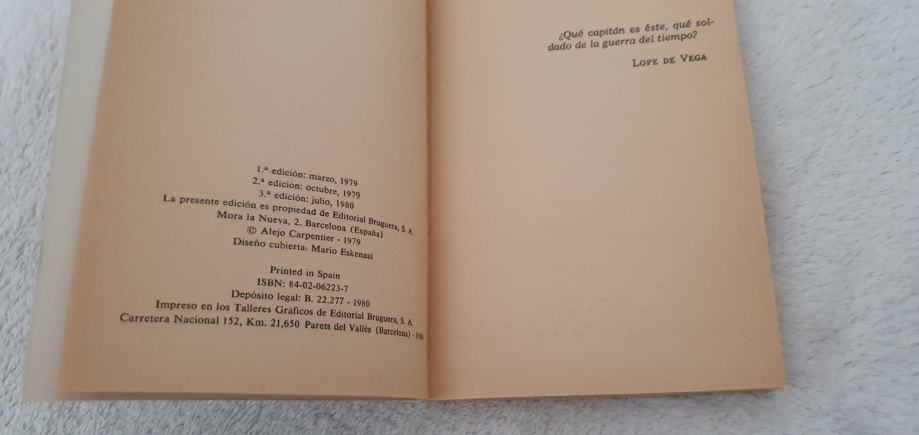 1.ª edición: marzo, 1979
2.ª edición: octubre, 1979
3.ª edición: julio, 1980
La presente edición es propiedad de Editorial Bruguera, S. A.
Mora la Nueva, 2. Barcelona (España)
© Alejo Carpentier - 1979
Diseño cubierta: Mario Eskenazi
Printed in Spain
ISBN: 84-02-06223-7
Depósito legal: B. 22.277 - 1980
Impreso en los Talleres Gráficos de Editorial Bruguera, S. A.
Carretera Nacional 152, Km. 21,650 Parets del Vallés (Barcelona) - 1980
¿Qué capitán es éste, qué sol-
dado de la guerra del tiempo?
LOPE DE VEGA